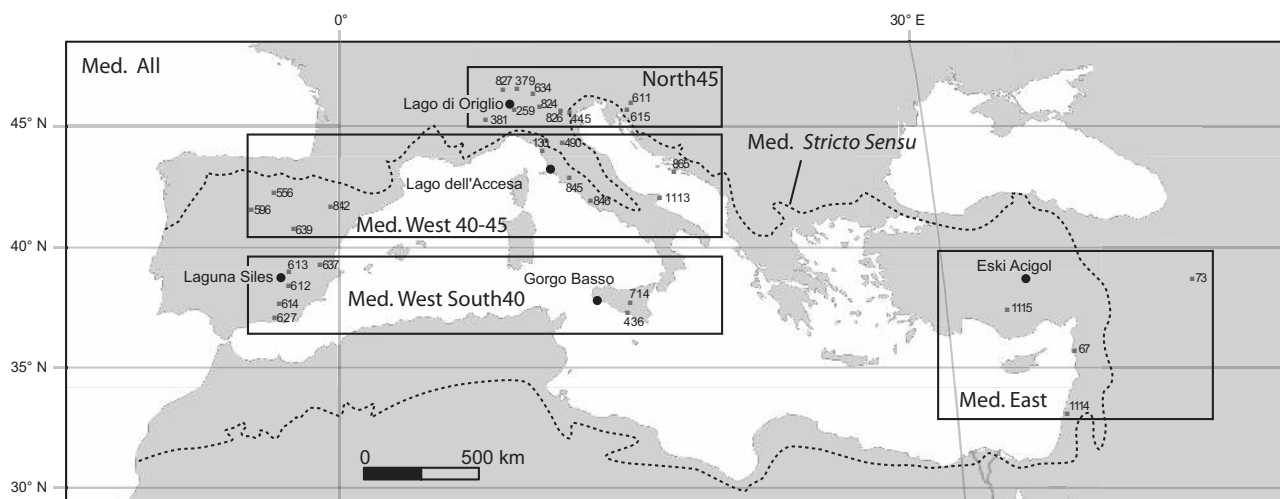 0°
30° E
Med. All
North45
827 379
634
Lago di Origlio
824
611
259
826
445
615
381
45° N
Med. Stricto Sensu
490
865
Lago dell'Accesa
845
556
596
842
846
1113
639
Med. West 40-45
40° N
613
637
Laguna Siles
612
Gorgo Basso
Eski Acigol
73
714
614
Med. West South40
1115
627
436
67
35° N
Med. East
1114
0
500 km
30° N